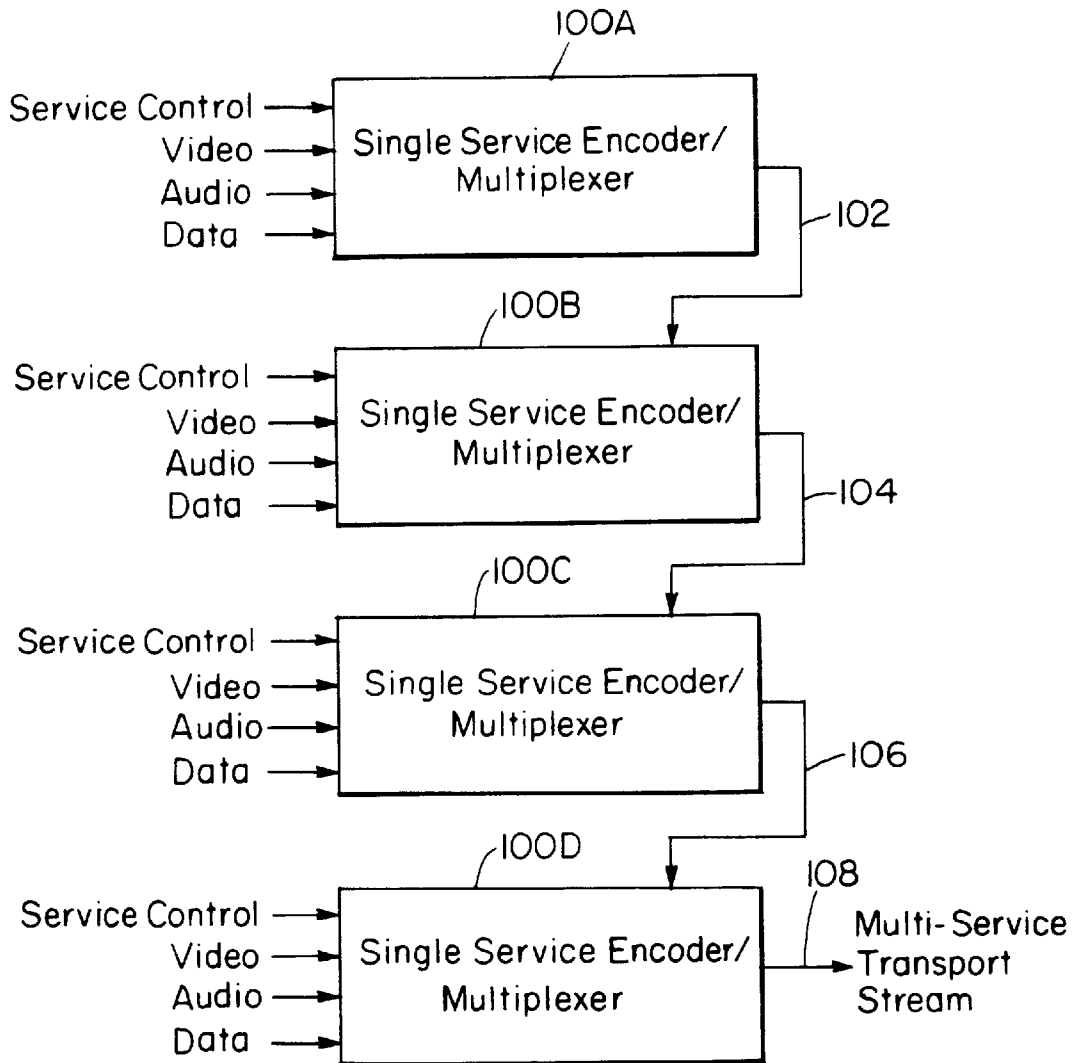 100A
Service Control
Video
Audio
Data
Single Service Encoder/
Multiplexer
102
100B
Service Control
Video
Audio
Data
Single Service Encoder/
Multiplexer
104
100C
Service Control
Video
Audio
Data
Single Service Encoder/
Multiplexer
106
100D
Service Control
Video
Audio
Data
Single Service Encoder/
Multiplexer
108
Multi-Service
Transport
Stream